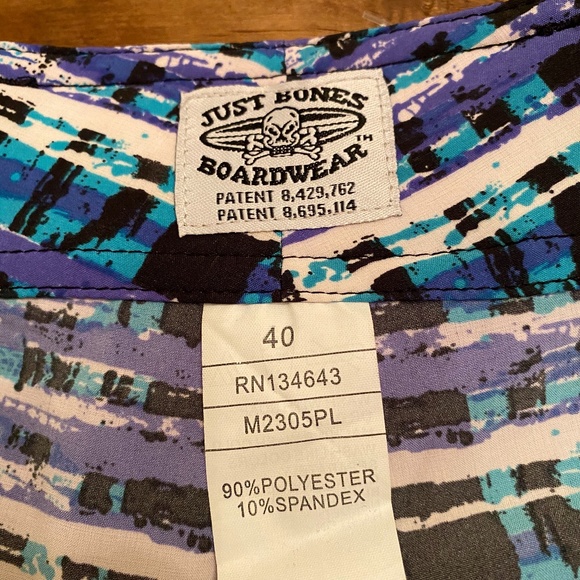 JUST BONES
BOARDWEAR TM
PATENT 8,429,762
PATENT 8,695,114
40
RN134643
M2305PL
90%POLYESTER
10%SPANDEX